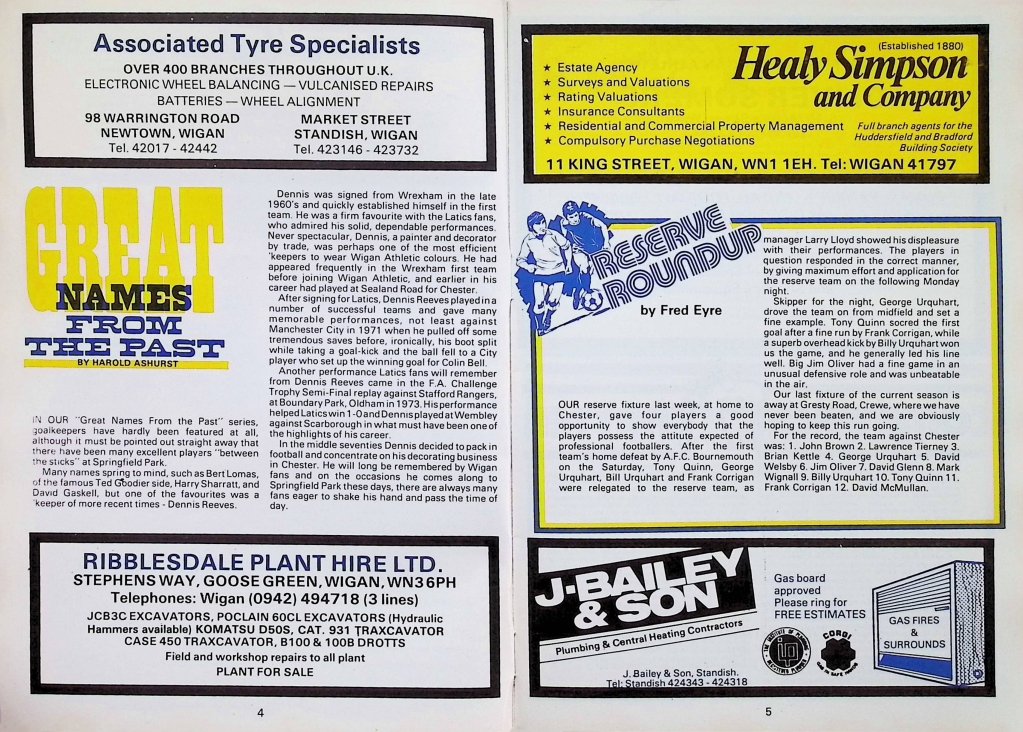 Associated Tyre Specialists
OVER 400 BRANCHES THROUGHOUT U.K.
ELECTRONIC WHEEL BALANCING — VULCANISED REPAIRS
BATTERIES — WHEEL ALIGNMENT
98 WARRINGTON ROAD
NEWTOWN, WIGAN
Tel. 42017 - 42442
MARKET STREET
STANDISH, WIGAN
Tel. 423146 - 423732
GREAT
NAMES
FROM
THE PAST
BY HAROLD ASHURST
IN OUR "Great Names From the Past" series,
goalkeepers have hardly been featured at all,
although it must be pointed out straight away that
there have been many excellent players "between
the sticks" at Springfield Park.
Many names spring to mind, such as Bert Lomas,
of the famous Ted Goodier side, Harry Sharratt, and
David Gaskell, but one of the favourites was a
'keeper of more recent times - Dennis Reeves.
Dennis was signed from Wrexham in the late
1960's and quickly established himself in the first
team. He was a firm favourite with the Latics fans,
who admired his solid, dependable performances.
Never spectacular, Dennis, a painter and decorator
by trade, was perhaps one of the most efficient
'keepers to wear Wigan Athletic colours. He had
appeared frequently in the Wrexham first team
before joining Wigan Athletic, and earlier in his
career had played at Sealand Road for Chester.
After signing for Latics, Dennis Reeves played in a
number of successful teams and gave many
memorable performances, not least against
Manchester City in 1971 when he pulled off some
tremendous saves before, ironically, his boot split
while taking a goal-kick and the ball fell to a City
player who set up the winning goal for Colin Bell.
Another performance Latics fans will remember
from Dennis Reeves came in the F.A. Challenge
Trophy Semi-Final replay against Stafford Rangers,
at Boundary Park, Oldham in 1973. His performance
helped Latics win 1-0 and Dennis played at Wembley
against Scarborough in what must have been one of
the highlights of his career.
In the middle seventies Dennis decided to pack in
football and concentrate on his decorating business
in Chester. He will long be remembered by Wigan
fans and on the occasions he comes along to
Springfield Park these days, there are always many
fans eager to shake his hand and pass the time of
day.
RIBBLESDALE PLANT HIRE LTD.
STEPHENS WAY, GOOSE GREEN, WIGAN, WN3 6PH
Telephones: Wigan (0942) 494718 (3 lines)
JCB3C EXCAVATORS, POCLAIN 60CL EXCAVATORS (Hydraulic
Hammers available) KOMATSU D50S, CAT. 931 TRAXCAVATOR
CASE 450 TRAXCAVATOR, B100 & 100B DROTTS
Field and workshop repairs to all plant
PLANT FOR SALE
4
(Established 1880)
Healy Simpson
and Company
★ Estate Agency
★ Surveys and Valuations
★ Rating Valuations
★ Insurance Consultants
★ Residential and Commercial Property Management
★ Compulsory Purchase Negotiations
Full branch agents for the
Huddersfield and Bradford
Building Society
11 KING STREET, WIGAN, WN1 1EH. Tel: WIGAN 41797
RESERVE
ROUNDUP
by Fred Eyre
OUR reserve fixture last week, at home to
Chester, gave four players a good
opportunity to show everybody that the
players possess the attitute expected of
professional footballers. After the first
team's home defeat by A.F.C. Bournemouth
on the Saturday, Tony Quinn, George
Urquhart, Bill Urquhart and Frank Corrigan
were relegated to the reserve team, as
manager Larry Lloyd showed his displeasure
with their performances. The players in
question responded in the correct manner,
by giving maximum effort and application for
the reserve team on the following Monday
night.
Skipper for the night, George Urquhart,
drove the team on from midfield and set a
fine example. Tony Quinn socred the first
goal after a fine run by Frank Corrigan, while
a superb overhead kick by Billy Urquhart won
us the game, and he generally led his line
well. Big Jim Oliver had a fine game in an
unusual defensive role and was unbeatable
in the air.
Our last fixture of the current season is
away at Gresty Road, Crewe, where we have
never been beaten, and we are obviously
hoping to keep this run going.
For the record, the team against Chester
was: 1. John Brown 2. Lawrence Tierney 3.
Brian Kettle 4. George Urquhart 5. David
Welsby 6. Jim Oliver 7. David Glenn 8. Mark
Wignall 9. Billy Urquhart 10. Tony Quinn 11.
Frank Corrigan 12. David McMullan.
J·BAILEY
& SON
Plumbing & Central Heating Contractors
Gas board
approved
Please ring for
FREE ESTIMATES
CORGI
GAS FIRES
&
SURROUNDS
J. Bailey & Son, Standish.
Tel: Standish 424343 - 424318
5